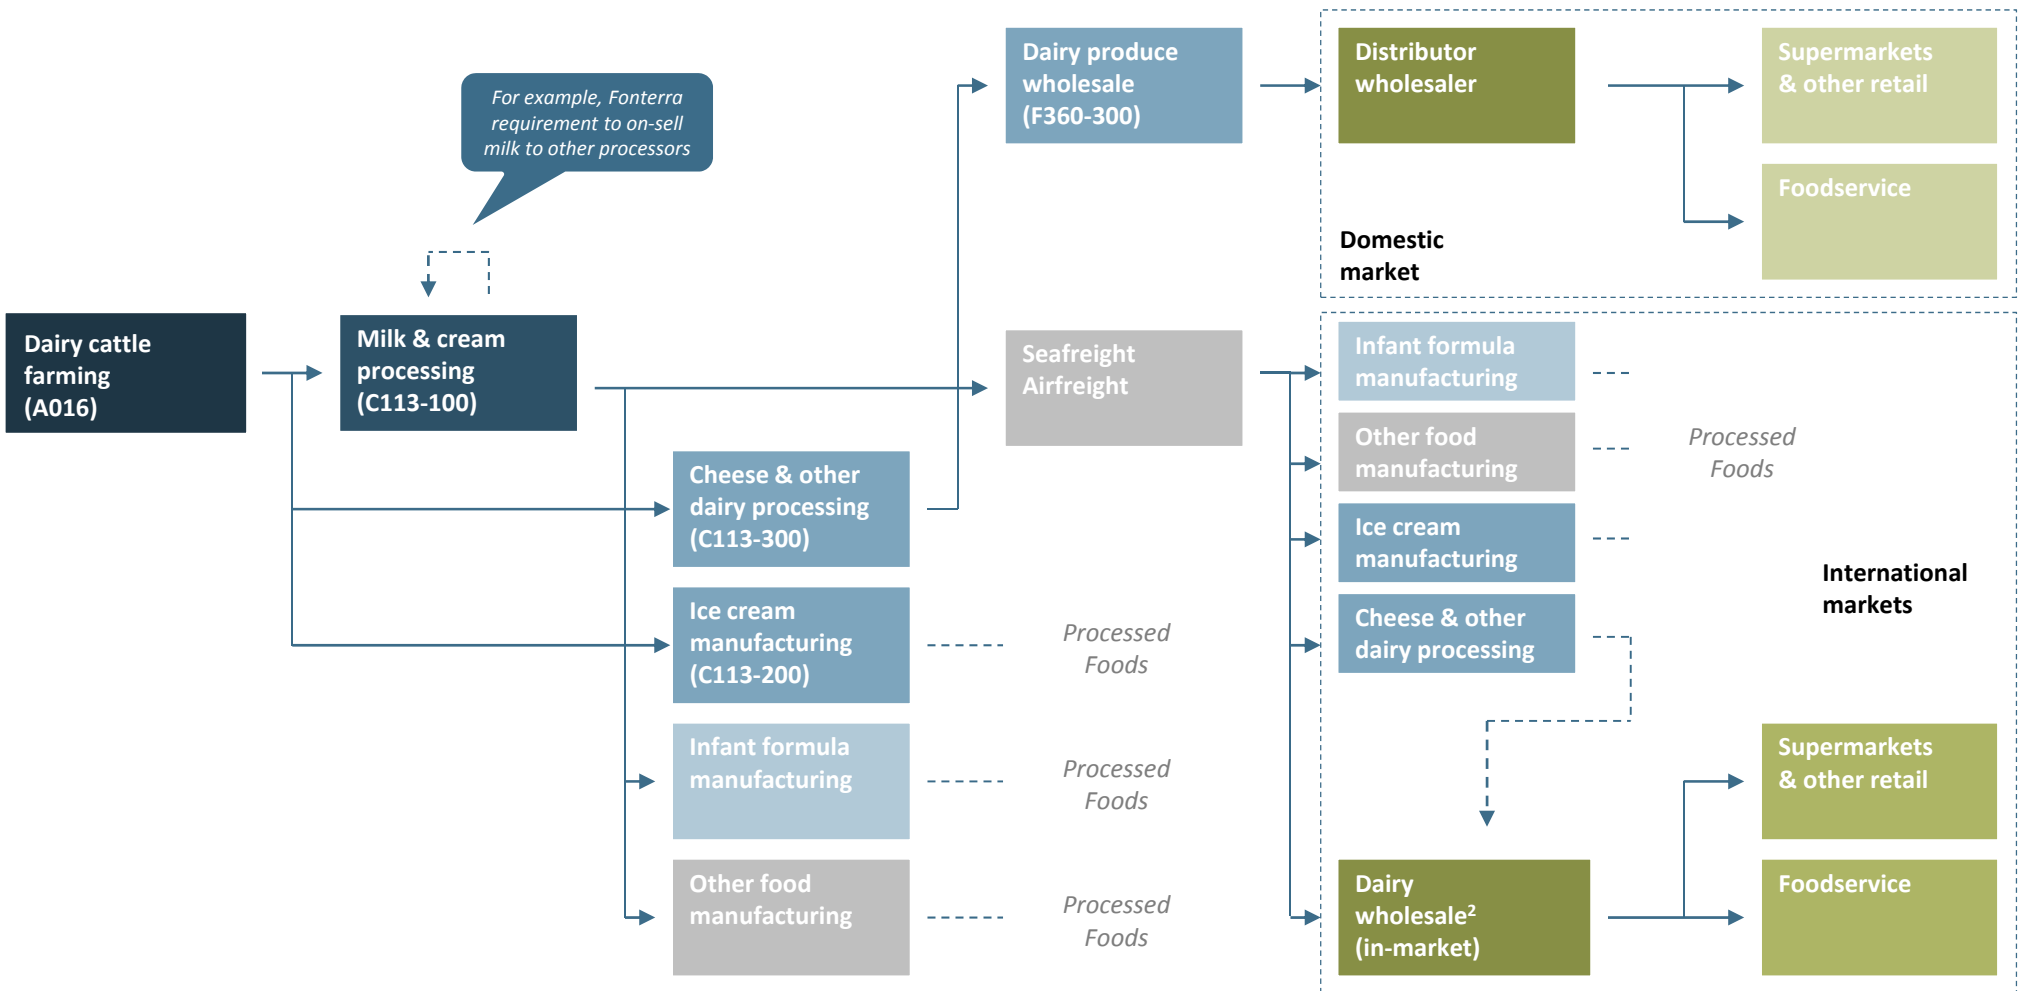 Dairy produce
wholesale
(F360-300)
Distributor
wholesaler
Supermarkets
& other retail
For example, Fonterra
requirement to on-sell
milk to other processors
Foodservice
Domestic
market
Dairy cattle
farming
(A016)
Milk & cream
processing
(C113-100)
Seafreight
Airfreight
Infant formula
manufacturing
Other food
manufacturing
Processed
Foods
Cheese & other
dairy processing
(C113-300)
Ice cream
manufacturing
International
markets
Ice cream
manufacturing
(C113-200)
Processed
Foods
Cheese & other
dairy processing
Infant formula
manufacturing
Processed
Foods
Supermarkets
& other retail
Other food
manufacturing
Processed
Foods
Dairy
wholesale²
(in-market)
Foodservice